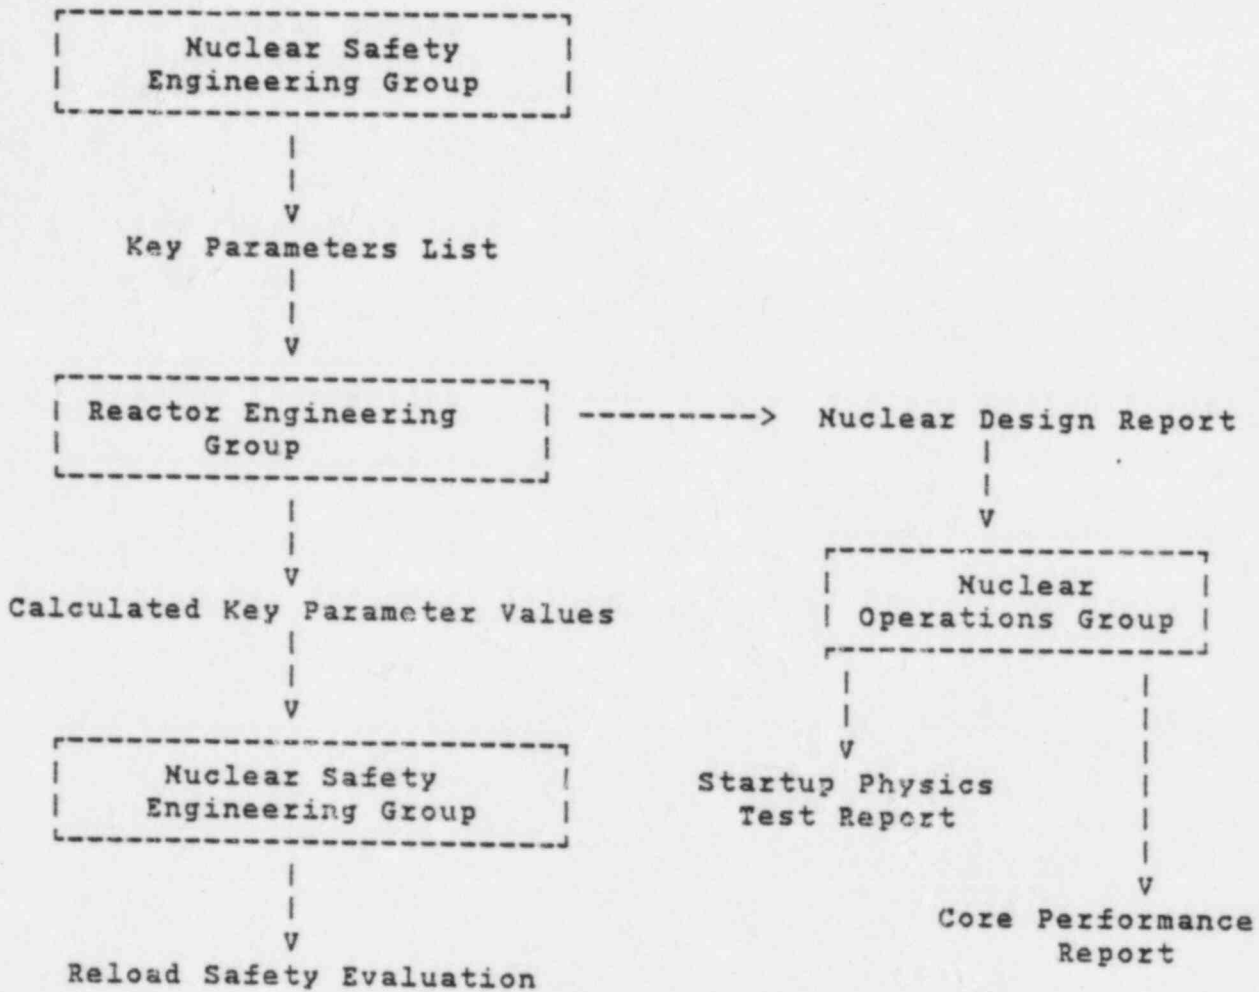 Nuclear Safety
Engineering Group
Key Parameters List
Reactor Engineering
Group
Nuclear Design Report
Nuclear
Operations Group
Calculated Key Parameter Values
Nuclear Safety
Engineering Group
Startup Physics
Test Report
Core Performance
Report
Reload Safety Evaluation